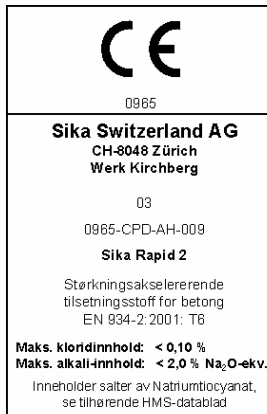 CE
0965
Sika Switzerland AG
CH-8048 Zürich
Werk Kirchberg
03
0965-CPD-AH-009
Sika Rapid 2
Størkningsakselererende
tilsetningsstoff for betong
EN 934-2:2001: T6
Maks. kloridinnhold: < 0,10 %
Maks. alkali-innhold: < 2,0 % Na₂O-ekv.
Inneholder salter av Natriumtiocyanat,
se tilhørende HMS-datablad